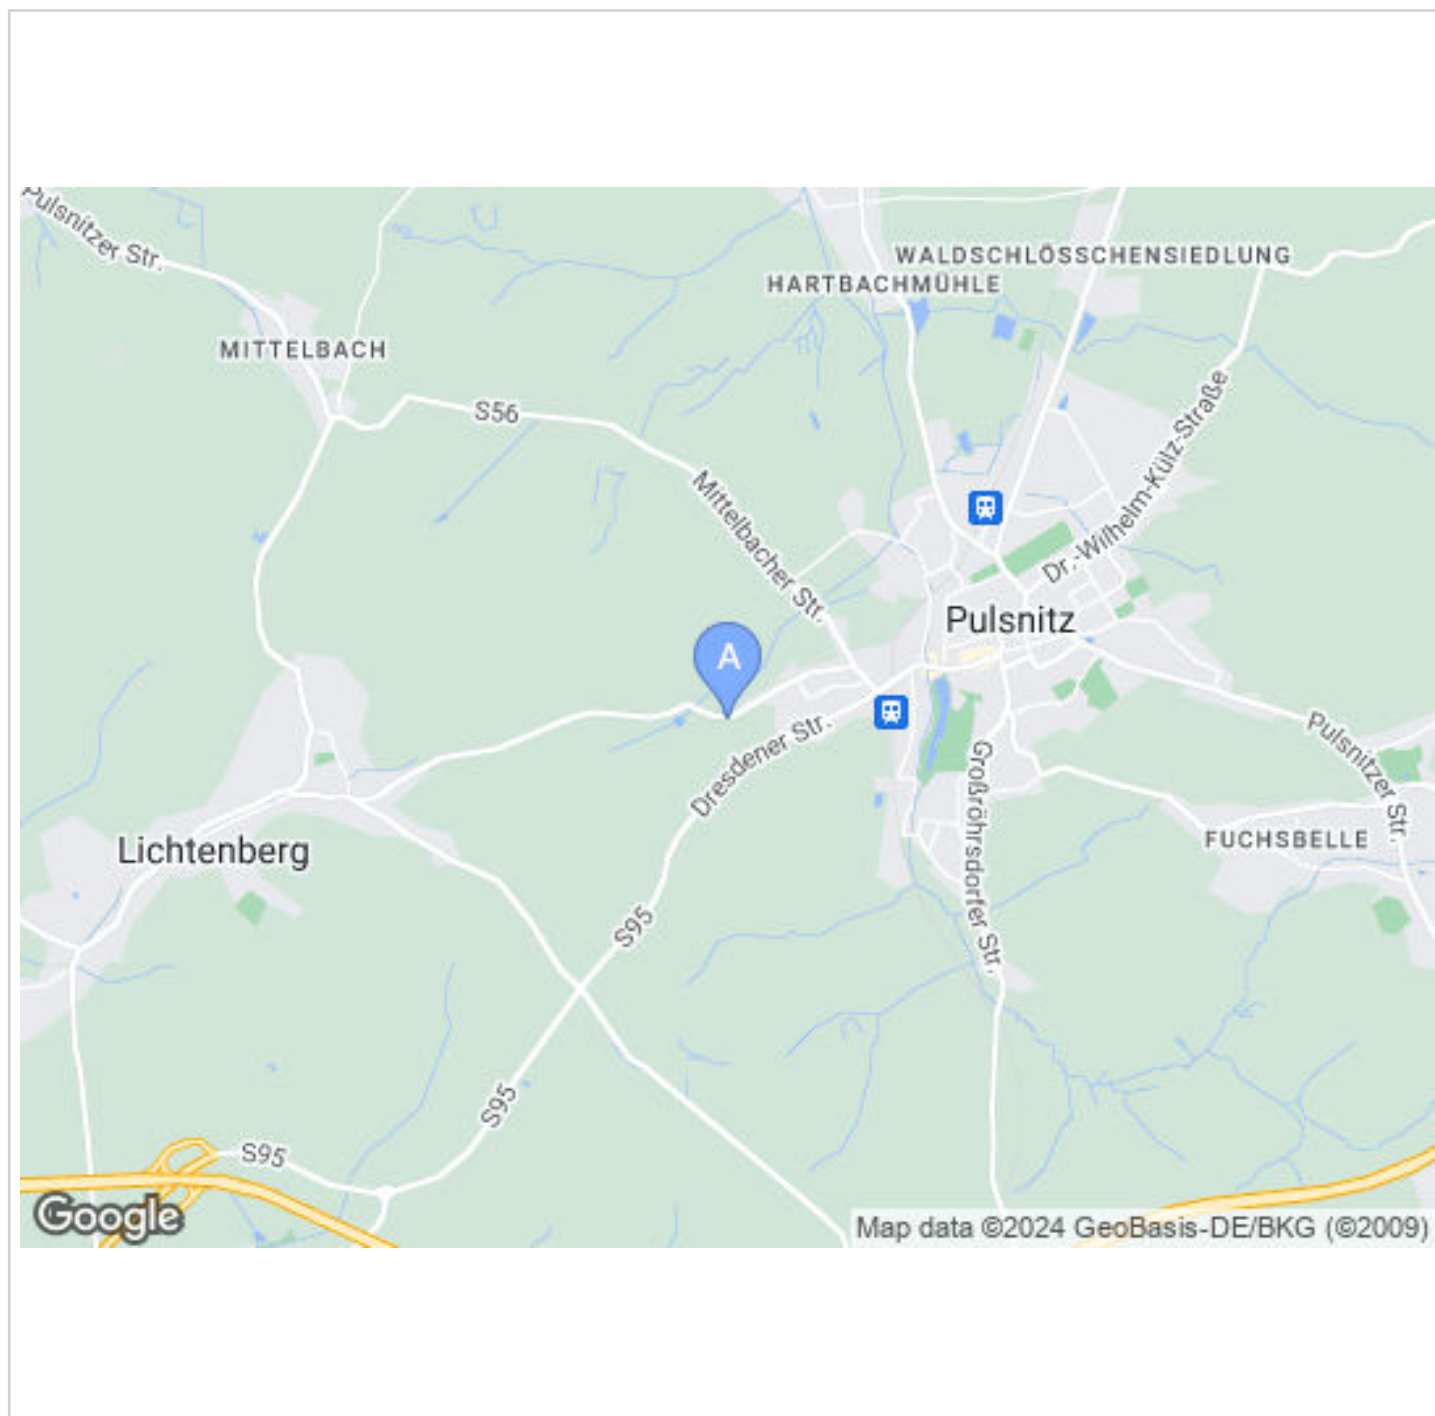 Pulsnitzer Str.
WALDSCHLÖSSCHENSIEDLUNG
HARTBACHMÜHLE
MITTELBACH
S56
Dr.-Wilhelm-Külz-Straße
Mittelbacher Str.
Pulsnitz
A
Dresdener Str.
Pulsnitzer Str.
Großröhrsdorfer Str.
FUCHSBELLE
Lichtenberg
S95
S95
S95
Google
Map data ©2024 GeoBasis-DE/BKG (©2009)